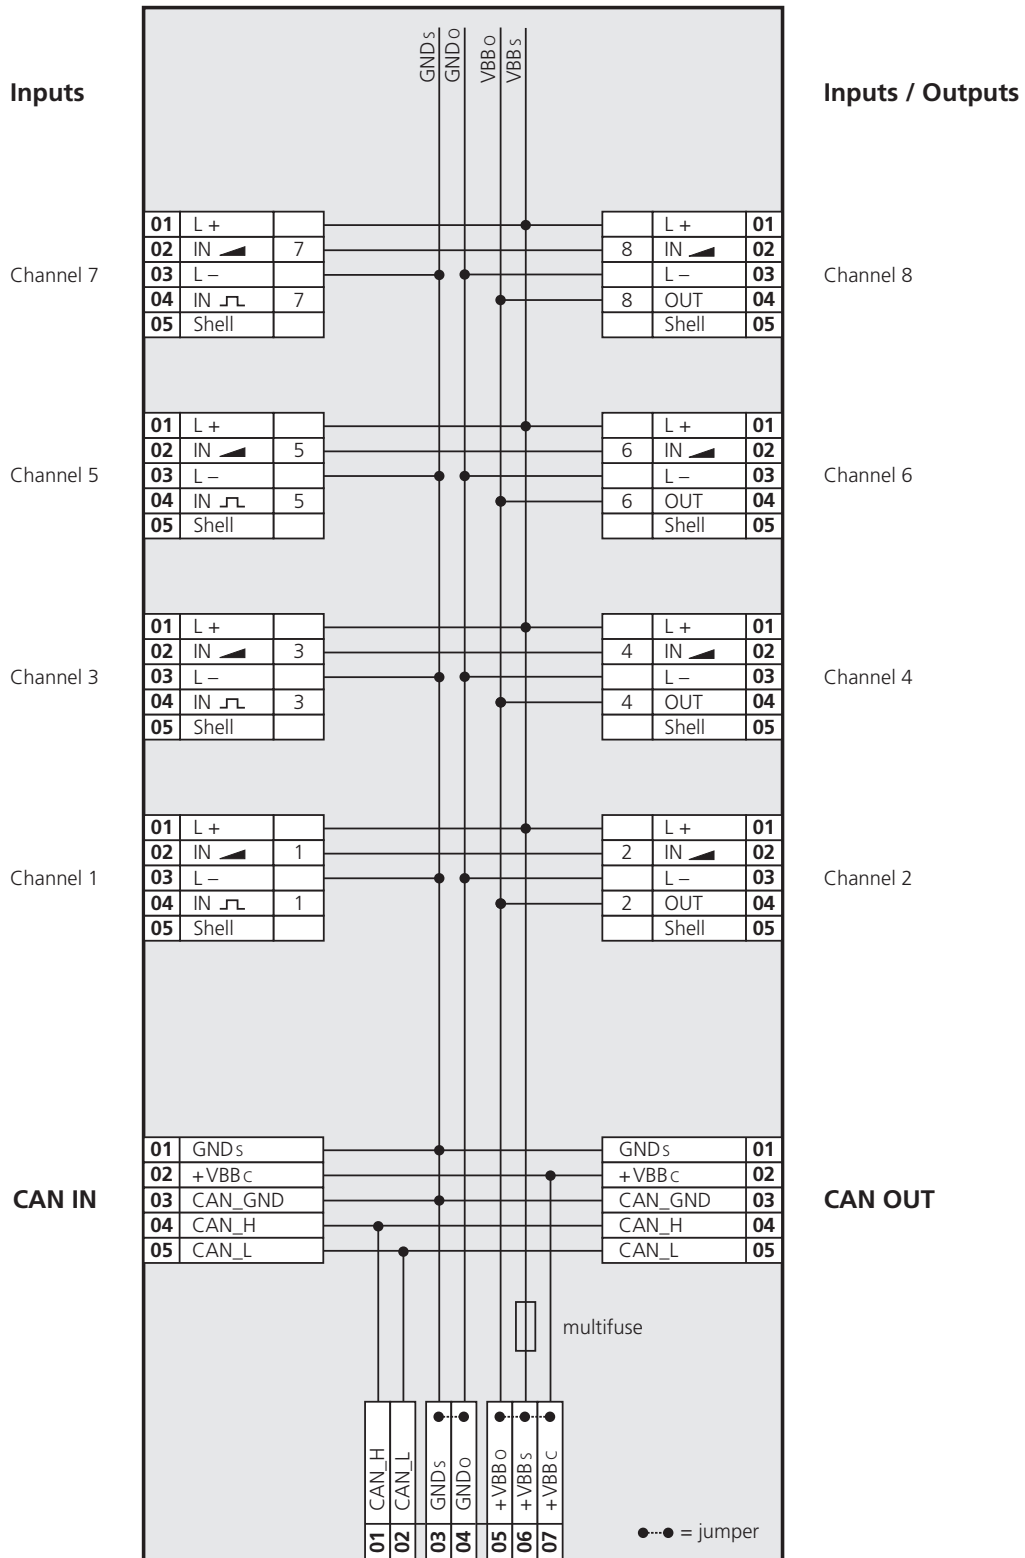 GNDS
GNDO
VBBO
VBBS
Inputs
Inputs / Outputs
01 L +
02 IN 7
03 L –
04 IN 7
05 Shell
Channel 7
L + 01
8 IN 02
L – 03
8 OUT 04
Shell 05
Channel 8
01 L +
02 IN 5
03 L –
04 IN 5
05 Shell
Channel 5
L + 01
6 IN 02
L – 03
6 OUT 04
Shell 05
Channel 6
01 L +
02 IN 3
03 L –
04 IN 3
05 Shell
Channel 3
L + 01
4 IN 02
L – 03
4 OUT 04
Shell 05
Channel 4
01 L +
02 IN 1
03 L –
04 IN 1
05 Shell
Channel 1
L + 01
2 IN 02
L – 03
2 OUT 04
Shell 05
Channel 2
CAN IN
01 GNDS
02 +VBBC
03 CAN_GND
04 CAN_H
05 CAN_L
GNDS 01
+VBBC 02
CAN_GND 03
CAN_H 04
CAN_L 05
CAN OUT
multifuse
01 CAN_H
02 CAN_L
03 GNDS
04 GNDO
05 +VBBO
06 +VBBS
07 +VBBC
= jumper